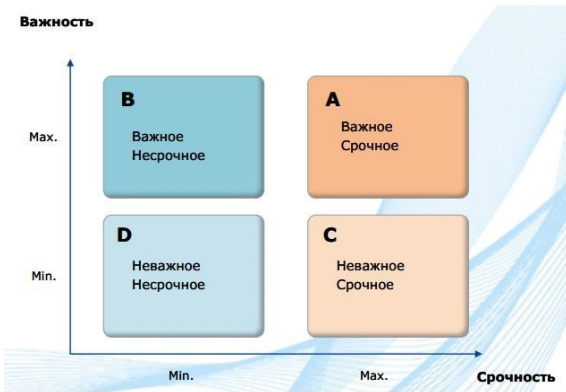 Важность
B
Важное
Несрочное
A
Важное
Срочное
Max.
D
Неважное
Несрочное
C
Неважное
Срочное
Min.
Min.
Max.
Срочность